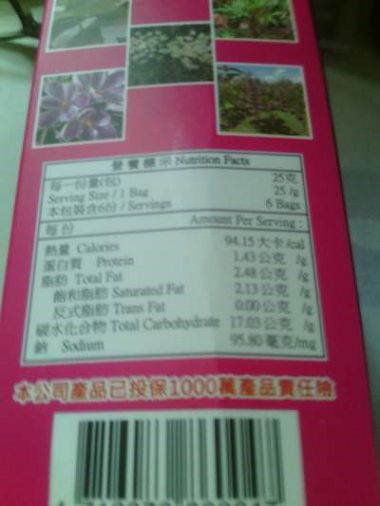 營養標示 Nutrition Facts
每一份量(包) 25克
Serving Size / 1 Bag 25 /g
本包裝含6份 / Servings 6 Bags
每 份 Amount Per Serving :
熱量 Calories 94.15 大卡 /cal
蛋白質 Protein 1.43 公克 /g
脂肪 Total Fat 2.48 公克 /g
飽和脂肪 Saturated Fat 2.13 公克 /g
反式脂肪 Trans Fat 0.00 公克 /g
碳水化合物 Total Carbohydrate 17.03 公克 /g
鈉 Sodium 95.80 毫克/mg
本公司產品已投保1000萬產品責任險